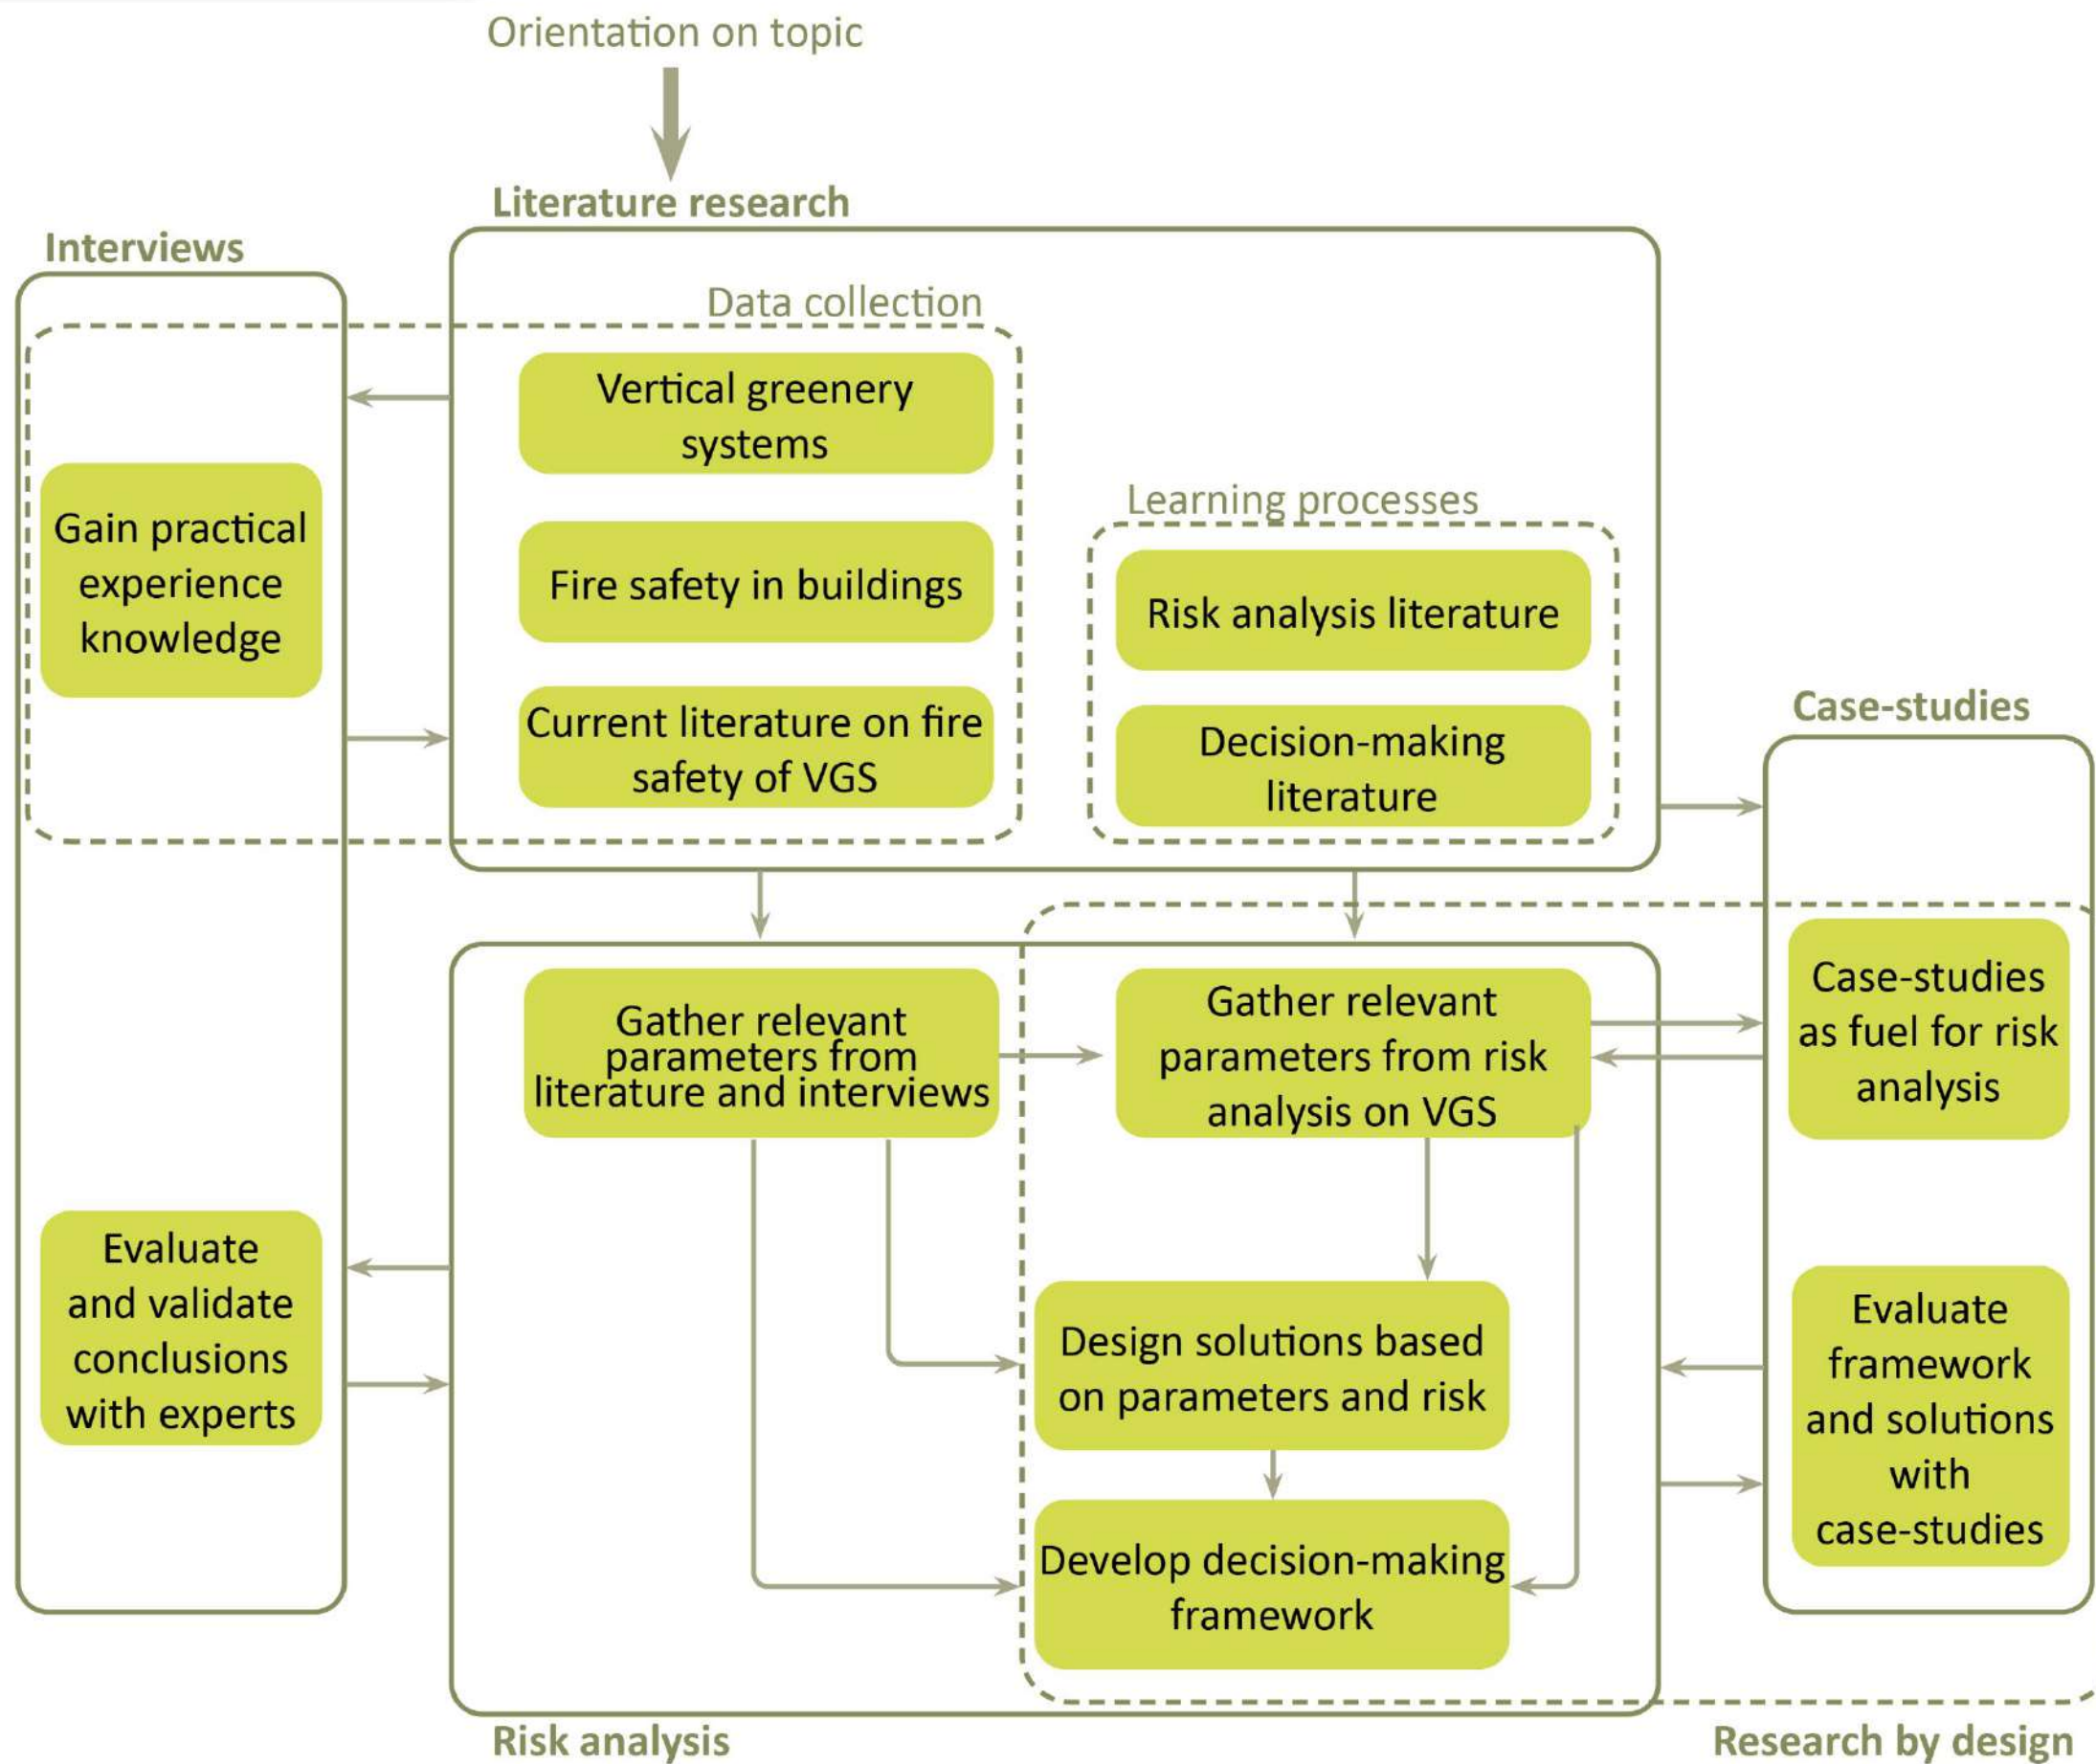 Orientation on topic
Literature research
Interviews
Data collection
Vertical greenery
systems
Gain practical
experience
knowledge
Fire safety in buildings
Current literature on fire
safety of VGS
Learning processes
Risk analysis literature
Decision-making
literature
Case-studies
Gather relevant
parameters from
literature and interviews
Gather relevant
parameters from risk
analysis on VGS
Case-studies
as fuel for risk
analysis
Evaluate
and validate
conclusions
with experts
Design solutions based
on parameters and risk
Develop decision-making
framework
Evaluate
framework
and solutions
with
case-studies
Risk analysis
Research by design